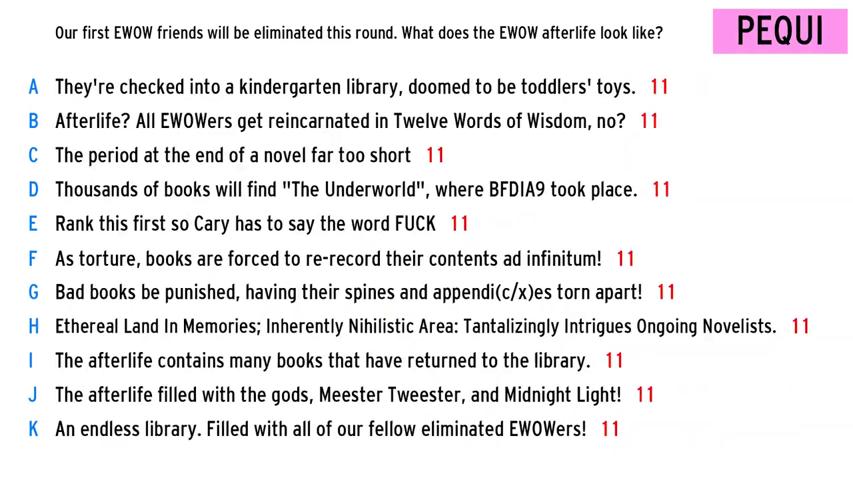 Our first EWOW friends will be eliminated this round. What does the EWOW afterlife look like?
PEQUI
A They're checked into a kindergarten library, doomed to be toddlers' toys. 11
B Afterlife? All EWOWers get reincarnated in Twelve Words of Wisdom, no? 11
C The period at the end of a novel far too short 11
D Thousands of books will find "The Underworld", where BFDIA9 took place. 11
E Rank this first so Cary has to say the word FUCK 11
F As torture, books are forced to re-record their contents ad infinitum! 11
G Bad books be punished, having their spines and appendi(c/x)es torn apart! 11
H Ethereal Land In Memories; Inherently Nihilistic Area: Tantalizingly Intrigues Ongoing Novelists. 11
I The afterlife contains many books that have returned to the library. 11
J The afterlife filled with the gods, Meester Tweester, and Midnight Light! 11
K An endless library. Filled with all of our fellow eliminated EWOWers! 11